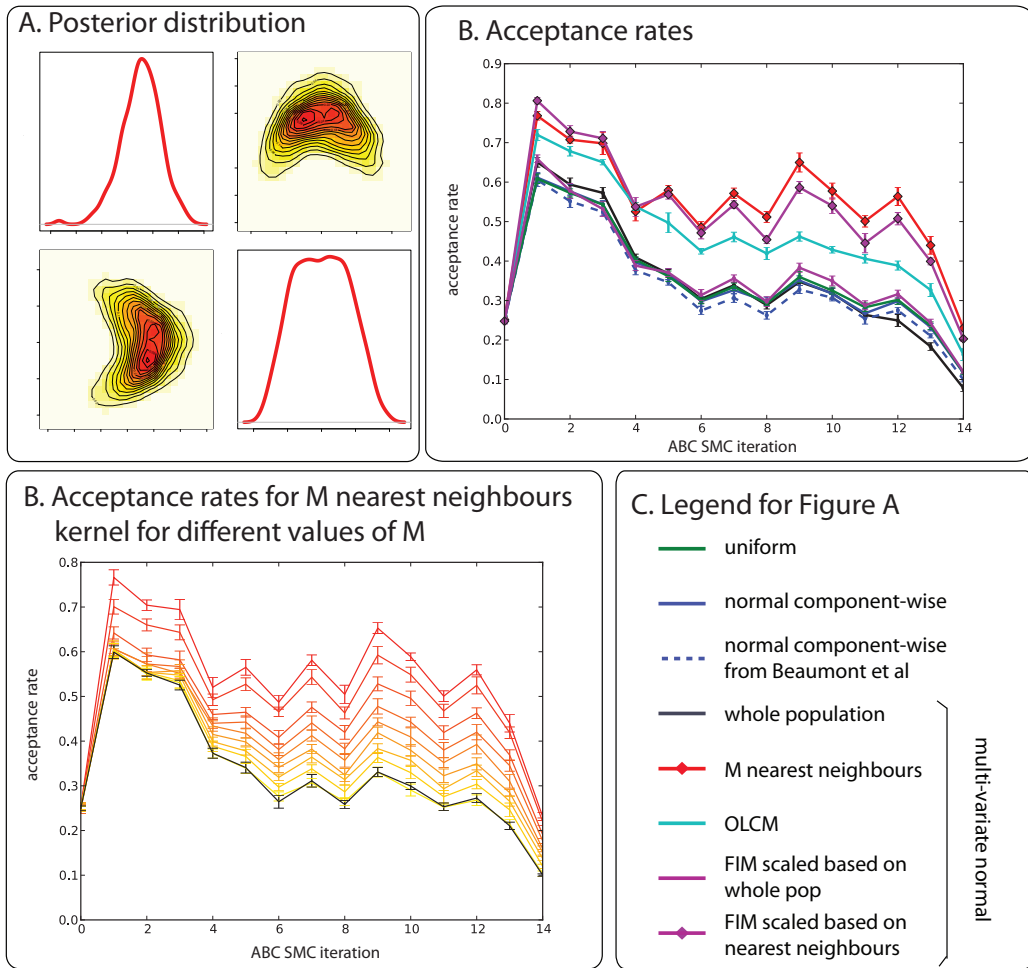 A. Posterior distribution
B. Acceptance rates
0.9
0.8
0.7
0.6
0.5
0.4
0.3
0.2
0.1
0.0
acceptance rate
0 2 4 6 8 10 12 14
ABC SMC iteration
B. Acceptance rates for M nearest neighbours
kernel for different values of M
0.8
0.7
0.6
0.5
0.4
0.3
0.2
0.1
0.0
acceptance rate
0 2 4 6 8 10 12 14
ABC SMC iteration
C. Legend for Figure A
uniform
normal component-wise
normal component-wise
from Beaumont et al
whole population
M nearest neighbours
OLCM
FIM scaled based on
whole pop
FIM scaled based on
nearest neighbours
multi-variate normal